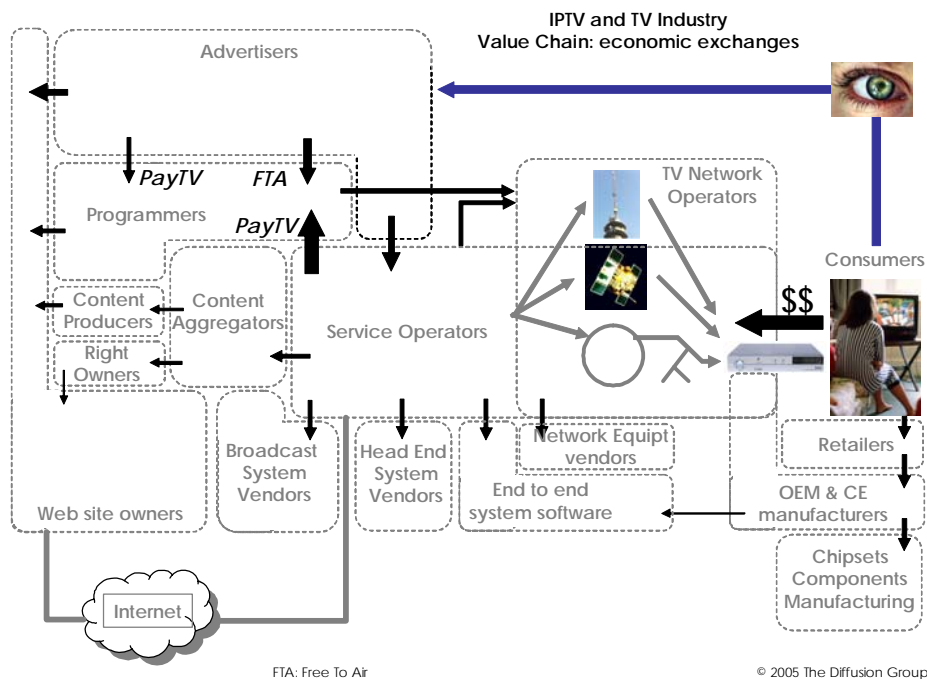 IPTV and TV Industry
Value Chain: economic exchanges
Advertisers
PayTV
FTA
TV Network
Operators
Programmers
PayTV
Consumers
$$
Content
Producers
Content
Aggregators
Service Operators
Right
Owners
Broadcast
System
Vendors
Head End
System
Vendors
Network Equipt
vendors
Retailers
End to end
system software
OEM & CE
manufacturers
Web site owners
Chipsets
Components
Manufacturing
Internet
FTA: Free To Air
© 2005 The Diffusion Group